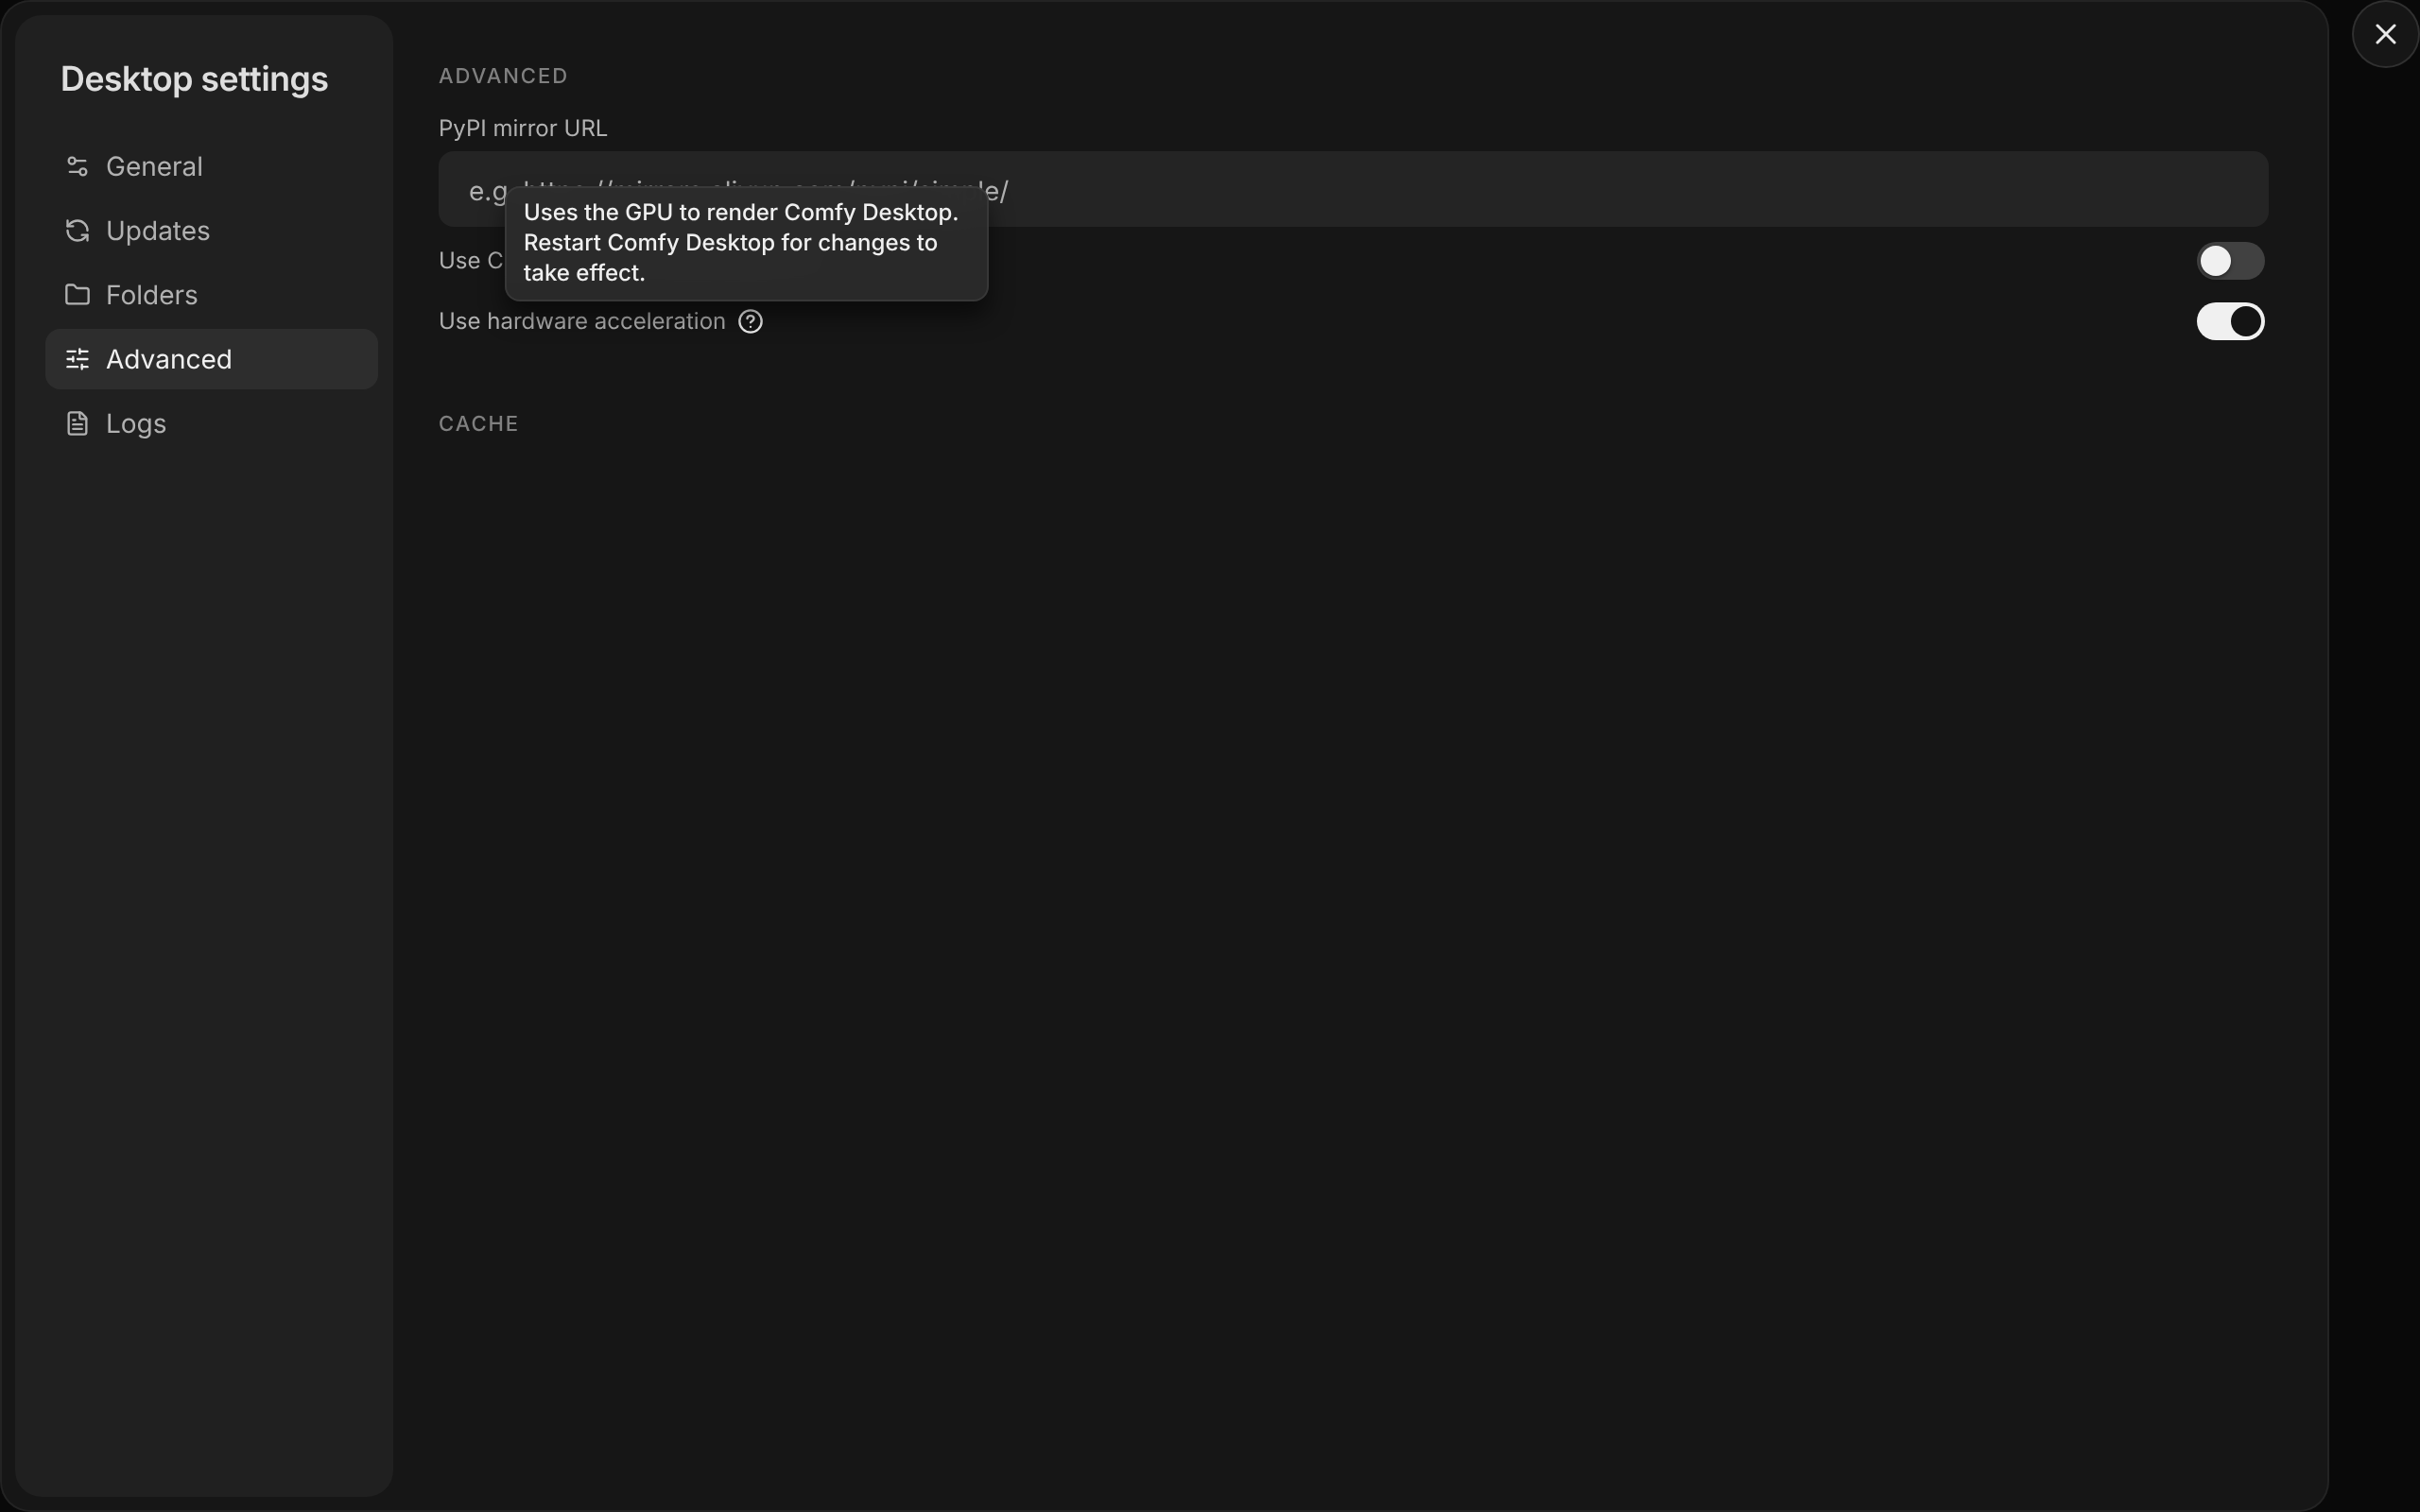 Desktop settings
General
Updates
Folders
Advanced
Logs
ADVANCED
PyPI mirror URL
e.g
e/
Uses the GPU to render Comfy Desktop.
Restart Comfy Desktop for changes to
take effect.
Use C
Use hardware acceleration
CACHE